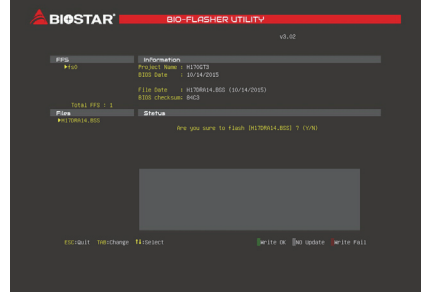 BIOSTAR
BIO-FLASHER UTILITY
v3.02
FFS
fs0
Information
Project Name : H170GT3
BIOS Date : 10/14/2015
File Date : H170RA14.BSS (10/14/2015)
BIOS checksum: 84C3
Total FFS : 1
Files
H17DRA14.BSS
Status
Are you sure to flash [H17DRA14.BSS] ? (Y/N)
ESC:Quit TAB:Change ↑↓:Select
Write OK NO Update Write Fail